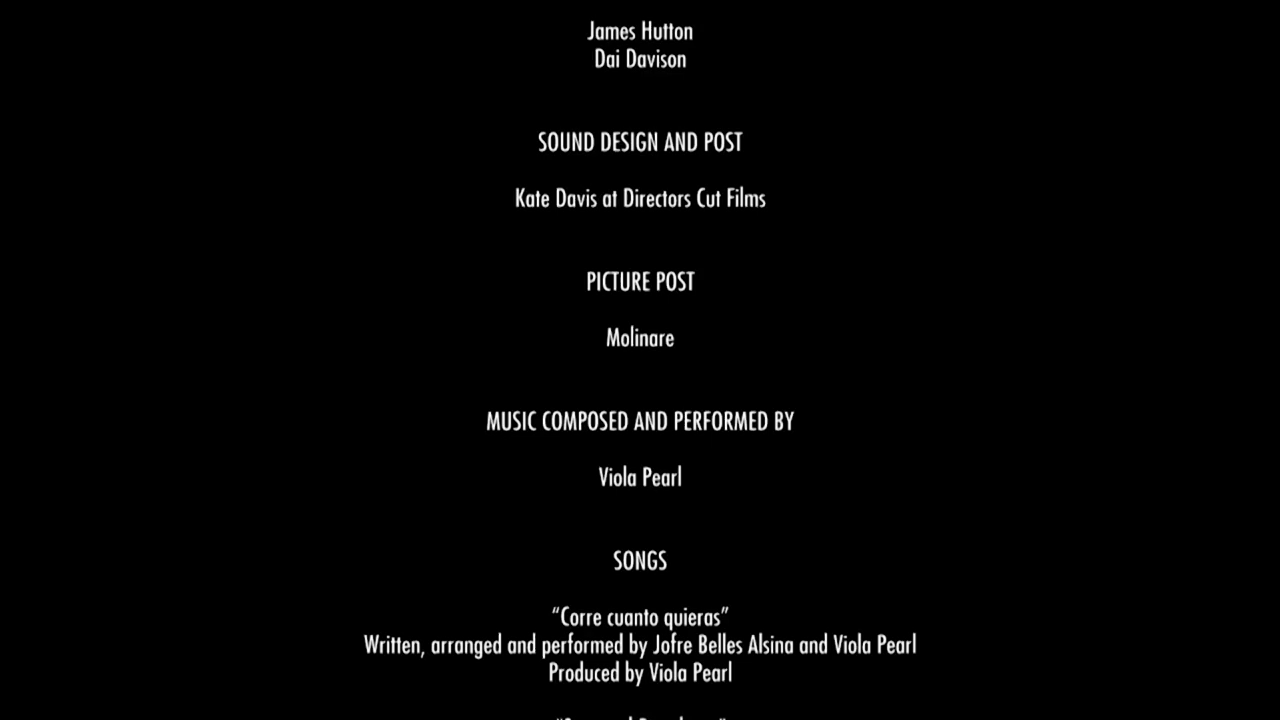 James Hutton
Dai Davison
SOUND DESIGN AND POST
Kate Davis at Directors Cut Films
PICTURE POST
Molinare
MUSIC COMPOSED AND PERFORMED BY
Viola Pearl
SONGS
“Corre cuanto quieras”
Written, arranged and performed by Jofre Belles Alsina and Viola Pearl
Produced by Viola Pearl